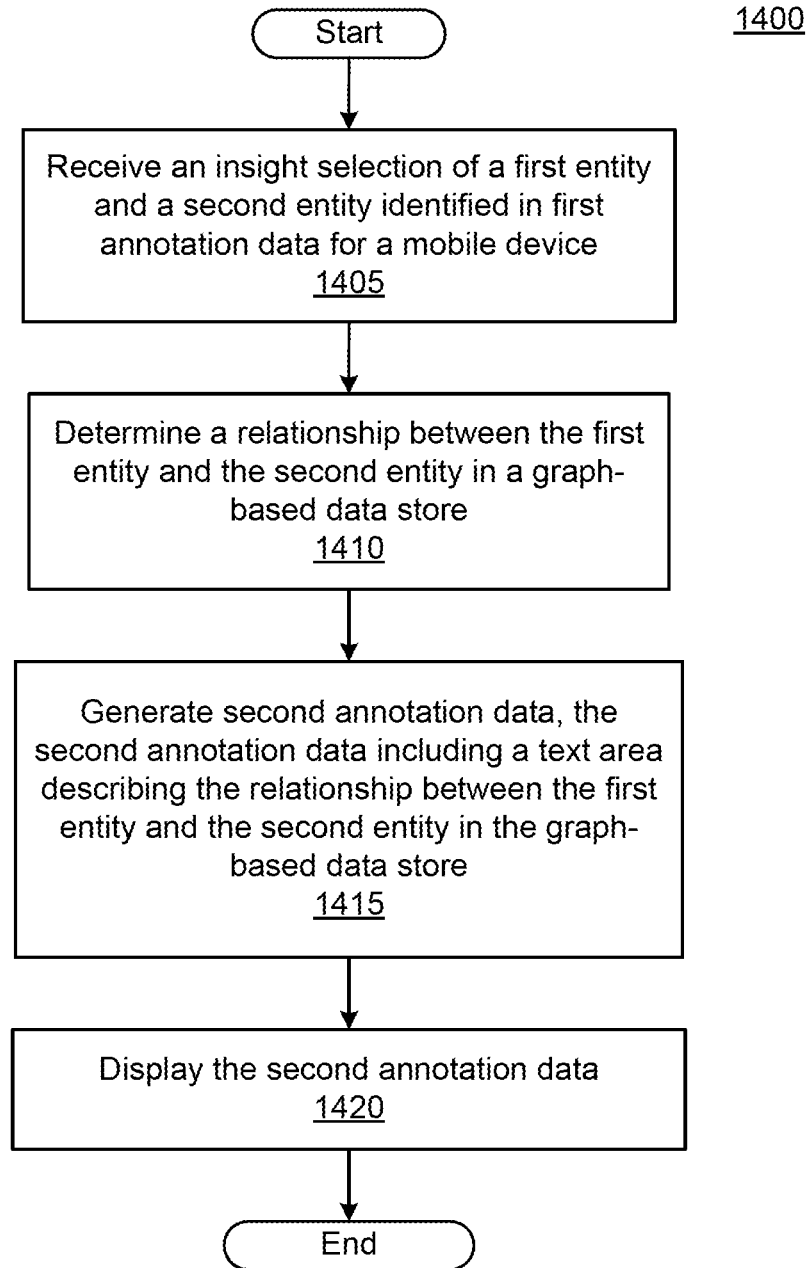 1400
Start
Receive an insight selection of a first entity
and a second entity identified in first
annotation data for a mobile device
1405
Determine a relationship between the first
entity and the second entity in a graph-
based data store
1410
Generate second annotation data, the
second annotation data including a text area
describing the relationship between the first
entity and the second entity in the graph-
based data store
1415
Display the second annotation data
1420
End